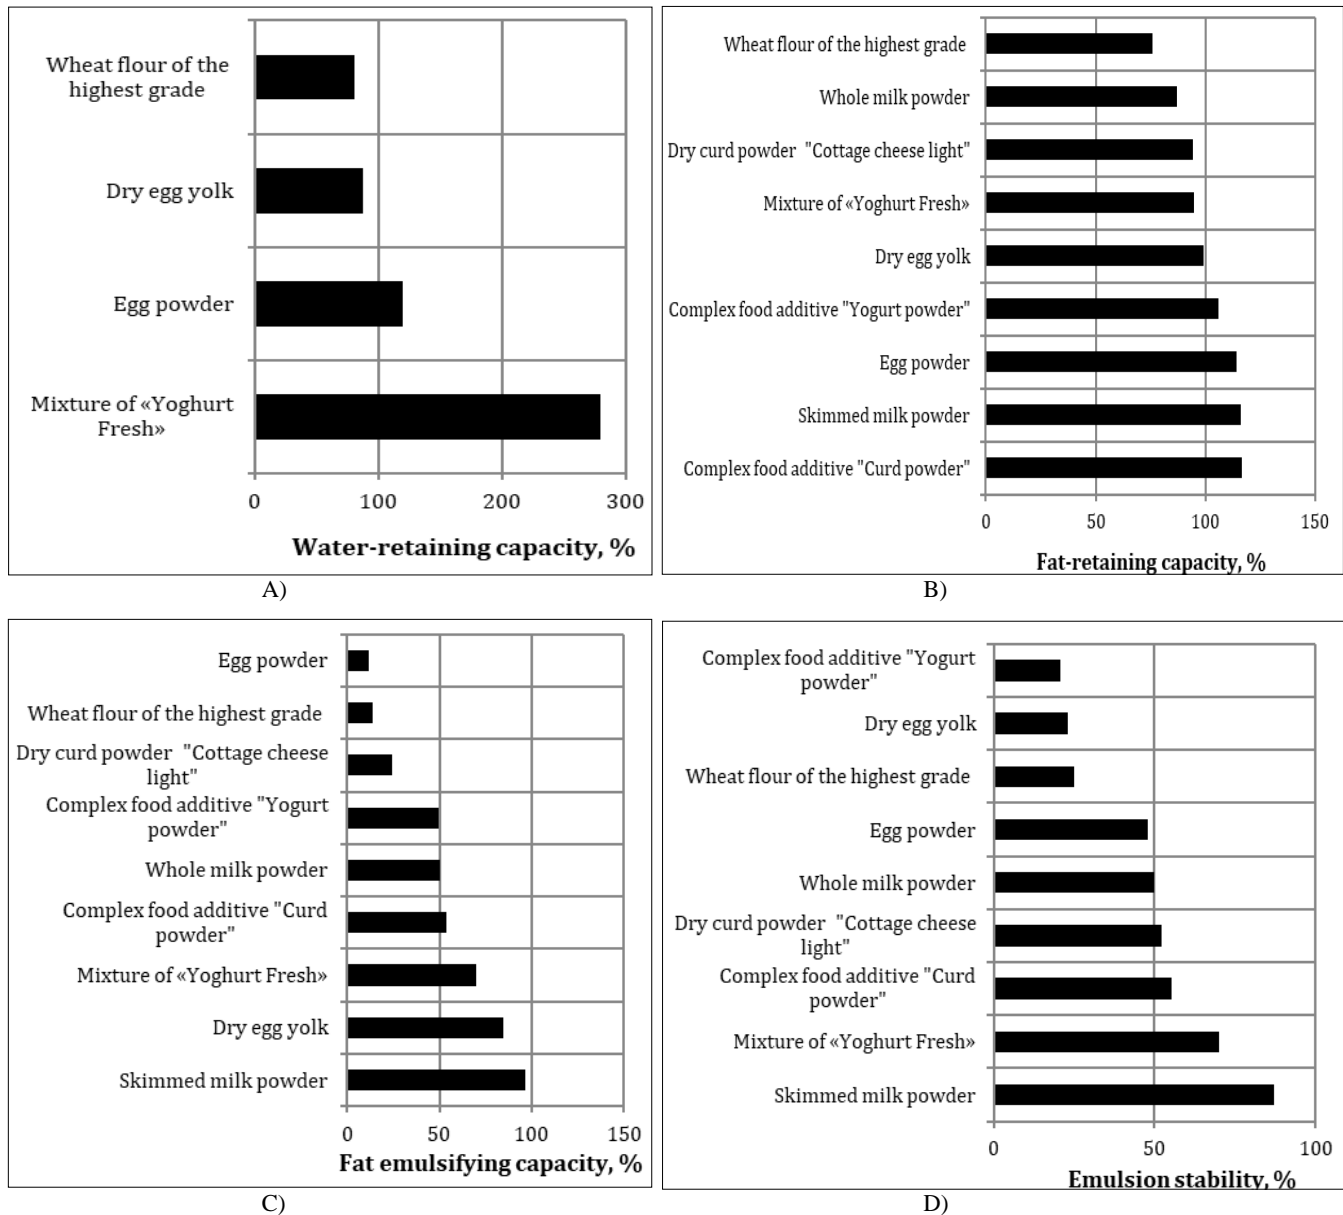 Wheat flour of the
highest grade
Dry egg yolk
Egg powder
Mixture of «Yoghurt
Fresh»
0 100 200 300
Water-retaining capacity, %
A)
Wheat flour of the highest grade
Whole milk powder
Dry curd powder "Cottage cheese light"
Mixture of «Yoghurt Fresh»
Dry egg yolk
Complex food additive "Yogurt powder"
Egg powder
Skimmed milk powder
Complex food additive "Curd powder"
0 50 100 150
Fat-retaining capacity, %
B)
Egg powder
Wheat flour of the highest grade
Dry curd powder "Cottage cheese
light"
Complex food additive "Yogurt
powder"
Whole milk powder
Complex food additive "Curd
powder"
Mixture of «Yoghurt Fresh»
Dry egg yolk
Skimmed milk powder
0 50 100 150
Fat emulsifying capacity, %
C)
Complex food additive "Yogurt
powder"
Dry egg yolk
Wheat flour of the highest grade
Egg powder
Whole milk powder
Dry curd powder "Cottage cheese
light"
Complex food additive "Curd
powder"
Mixture of «Yoghurt Fresh»
Skimmed milk powder
0 50 100
Emulsion stability, %
D)